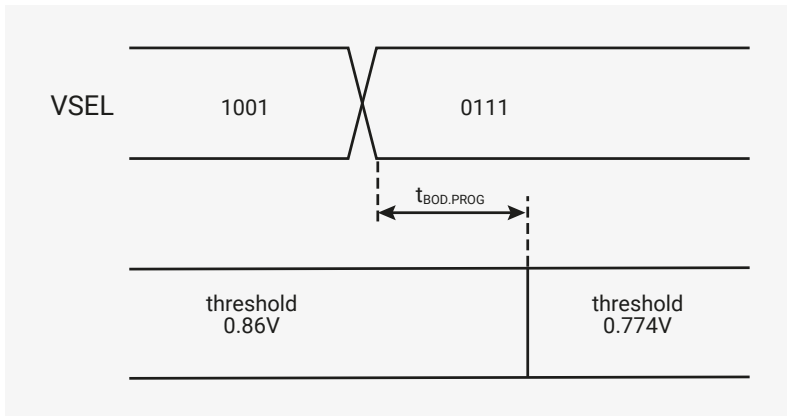 VSEL
1001
0111
tBOD.PROG
threshold
0.86V
threshold
0.774V